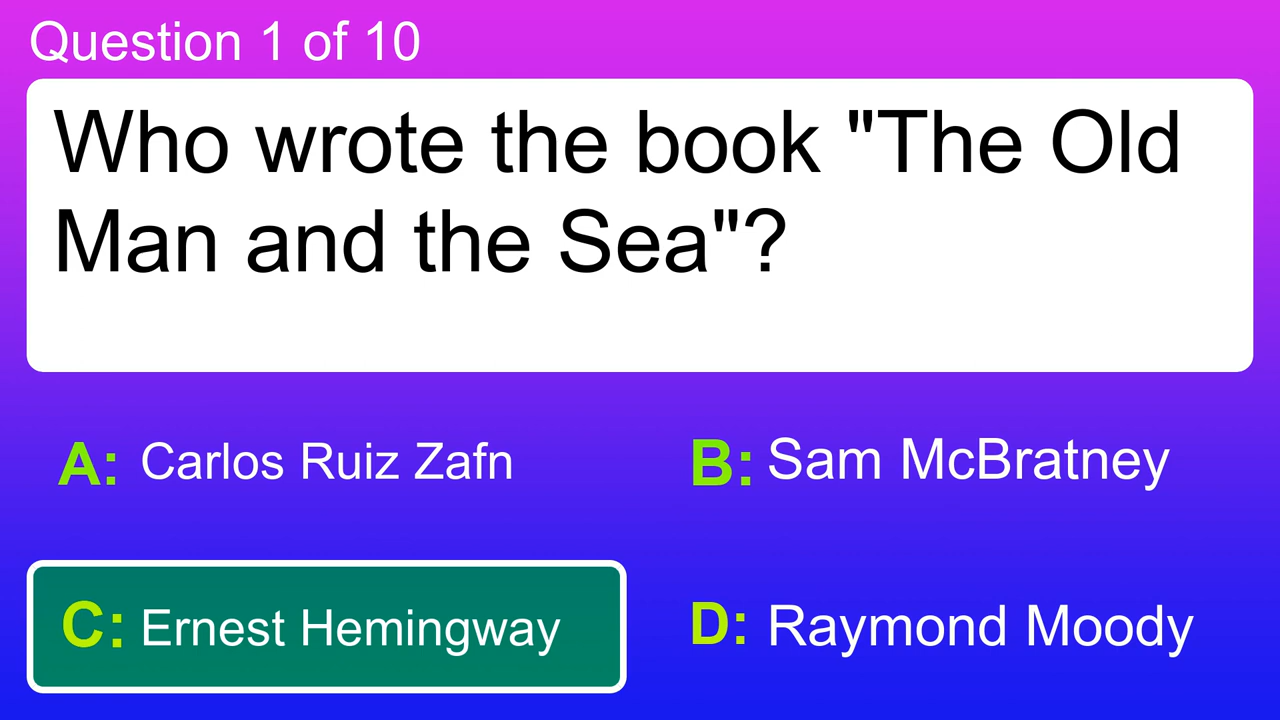 Question 1 of 10
Who wrote the book "The Old
Man and the Sea"?
A: Carlos Ruiz Zafn
B: Sam McBratney
C: Ernest Hemingway
D: Raymond Moody